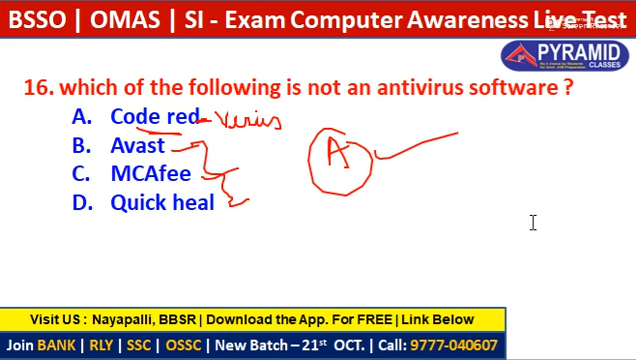 BSSO | OMAS | SI - Exam Computer Awareness Live Test
PYRAMID
CLASSES
16. which of the following is not an antivirus software ?
A. Code red - Verius
B. Avast
C. MCAfee
D. Quick heal
A
Visit US : Nayapalli, BBSR | Download the App. For FREE | Link Below
Join BANK | RLY | SSC | OSSC | New Batch – 21st OCT. | Call: 9777-040607